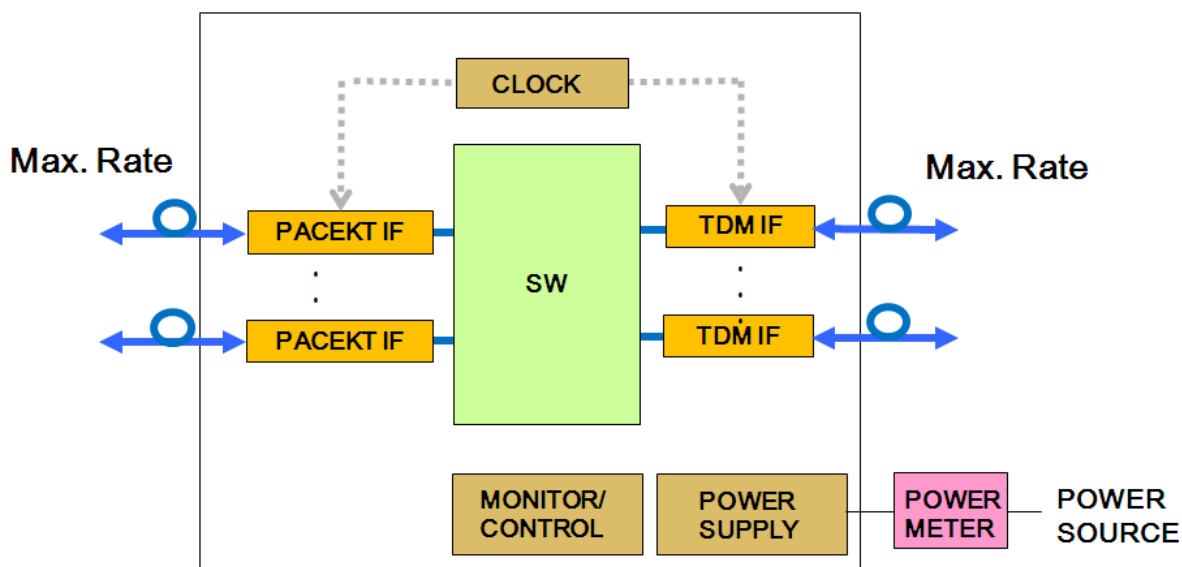 CLOCK
Max. Rate
Max. Rate
PACEKT IF
TDM IF
SW
PACEKT IF
TDM IF
MONITOR/
CONTROL
POWER
SUPPLY
POWER
METER
POWER
SOURCE